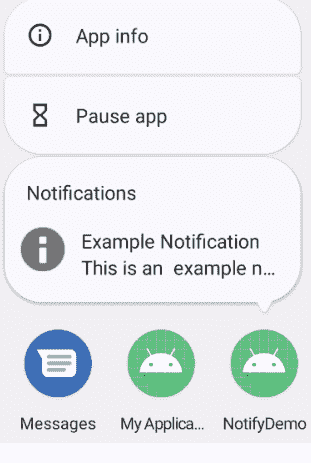 App info
Pause app
Notifications
Example Notification
This is an example n...
Messages
My Applica...
NotifyDemo